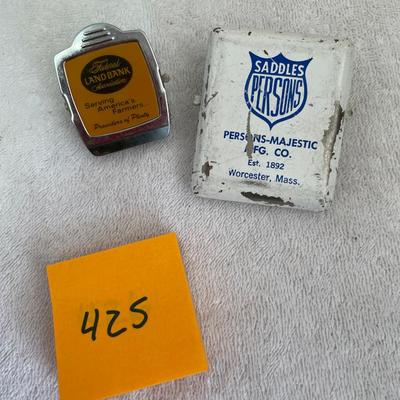 Federal
LAND BANK
Association
Serving
America's
Farmers...
Providers of Plenty
SADDLES
PERSONS
PERSONS-MAJESTIC
MFG. CO.
Est. 1892
Worcester, Mass.
425